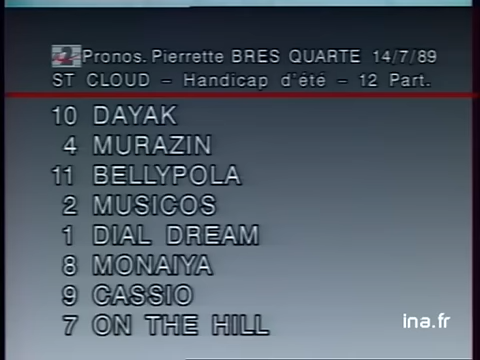 2 Pronos. Pierrette BRES QUARTE 14/7/89
ST CLOUD – Handicap d'été – 12 Part.
10 DAYAK
4 MURAZIN
11 BELLYPOLA
2 MUSICOS
1 DIAL DREAM
8 MONAIYA
9 CASSIO
7 ON THE HILL
ina.fr